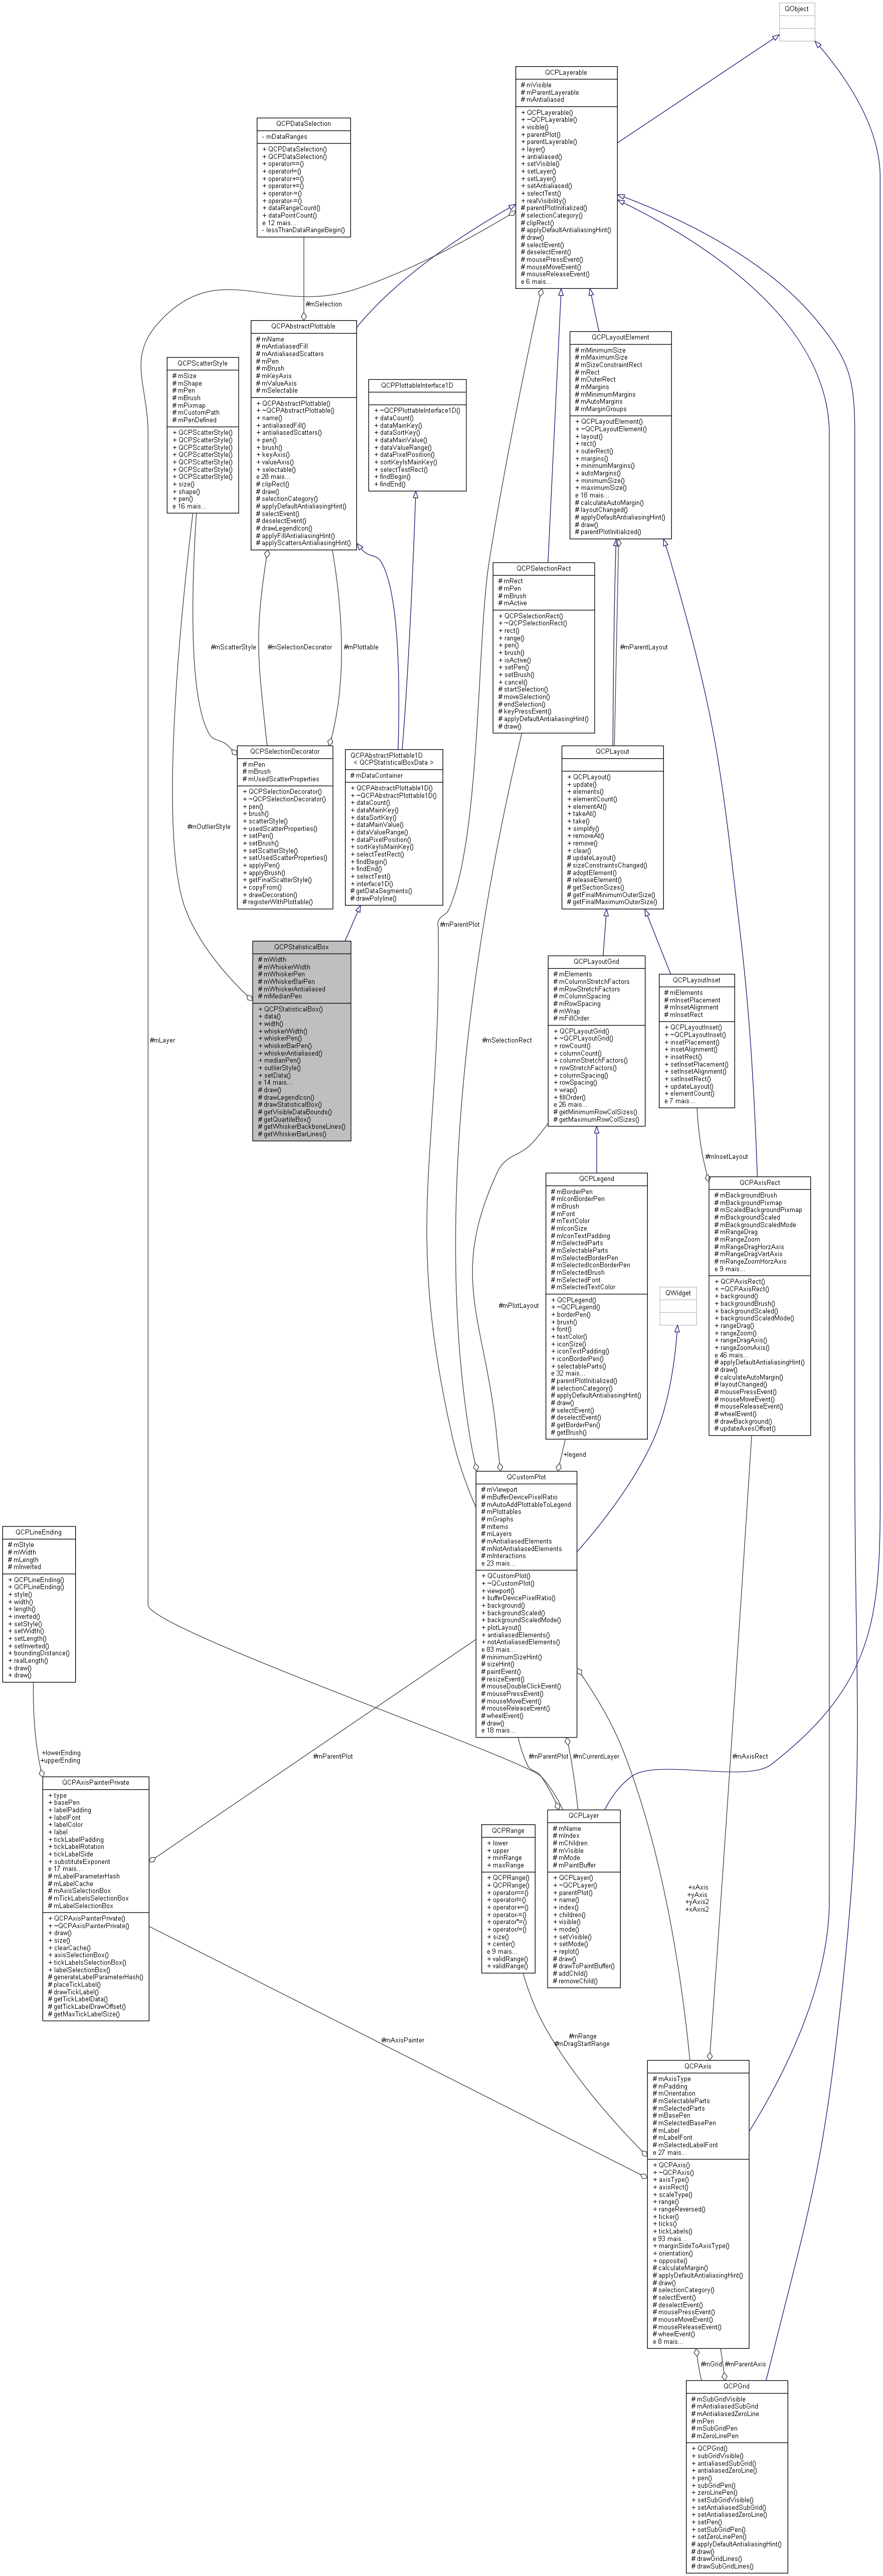 QObject
QCPLayerable
# mVisible
# mParentLayerable
# mAntialiased
+ QCPLayerable()
+ ~QCPLayerable()
+ visible()
+ parentPlot()
+ parentLayerable()
+ layer()
+ antialiased()
+ setVisible()
+ setLayer()
+ setLayer()
+ setAntialiased()
+ selectTest()
+ realVisibility()
# parentPlotInitialized()
# selectionCategory()
# clipRect()
# applyDefaultAntialiasingHint()
# draw()
# selectEvent()
# deselectEvent()
# mousePressEvent()
# mouseMoveEvent()
# mouseReleaseEvent()
e 6 mais...
QCPDataSelection
- mDataRanges
+ QCPDataSelection()
+ QCPDataSelection()
+ operator==()
+ operator!=()
+ operator+=()
+ operator+=()
+ operator-=()
+ operator-=()
+ dataRangeCount()
+ dataPointCount()
e 12 mais...
- lessThanDataRangeBegin()
#mSelection
QCPAbstractPlottable
# mName
# mAntialiasedFill
# mAntialiasedScatters
# mPen
# mBrush
# mKeyAxis
# mValueAxis
# mSelectable
+ QCPAbstractPlottable()
+ ~QCPAbstractPlottable()
+ name()
+ antialiasedFill()
+ antialiasedScatters()
+ pen()
+ brush()
+ keyAxis()
+ valueAxis()
+ selectable()
e 28 mais...
# clipRect()
# draw()
# selectionCategory()
# applyDefaultAntialiasingHint()
# selectEvent()
# deselectEvent()
# drawLegendIcon()
# applyFillAntialiasingHint()
# applyScattersAntialiasingHint()
QCPLayoutElement
# mMinimumSize
# mMaximumSize
# mSizeConstraintRect
# mRect
# mOuterRect
# mMargins
# mMinimumMargins
# mAutoMargins
# mMarginGroups
+ QCPLayoutElement()
+ ~QCPLayoutElement()
+ layout()
+ rect()
+ outerRect()
+ margins()
+ minimumMargins()
+ autoMargins()
+ minimumSize()
+ maximumSize()
e 18 mais...
# calculateAutoMargin()
# layoutChanged()
# applyDefaultAntialiasingHint()
# draw()
# parentPlotInitialized()
QCPScatterStyle
# mSize
# mShape
# mPen
# mBrush
# mPixmap
# mCustomPath
# mPenDefined
+ QCPScatterStyle()
+ QCPScatterStyle()
+ QCPScatterStyle()
+ QCPScatterStyle()
+ QCPScatterStyle()
+ QCPScatterStyle()
+ QCPScatterStyle()
+ size()
+ shape()
+ pen()
e 16 mais...
QCPPlottableInterface1D
+ ~QCPPlottableInterface1D()
+ dataCount()
+ dataMainKey()
+ dataSortKey()
+ dataMainValue()
+ dataValueRange()
+ dataPixelPosition()
+ sortKeyIsMainKey()
+ selectTestRect()
+ findBegin()
+ findEnd()
QCPSelectionRect
# mRect
# mPen
# mBrush
# mActive
+ QCPSelectionRect()
+ ~QCPSelectionRect()
+ rect()
+ range()
+ pen()
+ brush()
+ isActive()
+ setPen()
+ setBrush()
+ cancel()
# startSelection()
# moveSelection()
# endSelection()
# keyPressEvent()
# applyDefaultAntialiasingHint()
# draw()
#mScatterStyle
#mSelectionDecorator
#mPlottable
#mParentLayout
QCPSelectionDecorator
# mPen
# mBrush
# mUsedScatterProperties
+ QCPSelectionDecorator()
+ ~QCPSelectionDecorator()
+ pen()
+ brush()
+ scatterStyle()
+ usedScatterProperties()
+ setPen()
+ setBrush()
+ setScatterStyle()
+ setUsedScatterProperties()
+ applyPen()
+ applyBrush()
+ getFinalScatterStyle()
+ copyFrom()
+ drawDecoration()
# registerWithPlottable()
QCPAbstractPlottable1D
< QCPStatisticalBoxData >
# mDataContainer
+ QCPAbstractPlottable1D()
+ ~QCPAbstractPlottable1D()
+ dataCount()
+ dataMainKey()
+ dataSortKey()
+ dataMainValue()
+ dataValueRange()
+ dataPixelPosition()
+ sortKeyIsMainKey()
+ selectTestRect()
+ findBegin()
+ findEnd()
+ selectTest()
+ interface1D()
# getDataSegments()
# drawPolyline()
QCPLayout
+ QCPLayout()
+ update()
+ elements()
+ elementCount()
+ elementAt()
+ takeAt()
+ take()
+ simplify()
+ removeAt()
+ remove()
+ clear()
# updateLayout()
# sizeConstraintsChanged()
# adoptElement()
# releaseElement()
# getSectionSizes()
# getFinalMinimumOuterSize()
# getFinalMaximumOuterSize()
#mOutlierStyle
#mParentPlot
QCPStatisticalBox
# mWidth
# mWhiskerWidth
# mWhiskerPen
# mWhiskerBarPen
# mWhiskerAntialiased
# mMedianPen
+ QCPStatisticalBox()
+ data()
+ width()
+ whiskerWidth()
+ whiskerPen()
+ whiskerBarPen()
+ whiskerAntialiased()
+ medianPen()
+ outlierStyle()
+ setData()
e 14 mais...
# draw()
# drawLegendIcon()
# drawStatisticalBox()
# getVisibleDataBounds()
# getQuartileBox()
# getWhiskerBackboneLines()
# getWhiskerBarLines()
QCPLayoutGrid
# mElements
# mColumnStretchFactors
# mRowStretchFactors
# mColumnSpacing
# mRowSpacing
# mWrap
# mFillOrder
+ QCPLayoutGrid()
+ ~QCPLayoutGrid()
+ rowCount()
+ columnCount()
+ columnStretchFactors()
+ rowStretchFactors()
+ columnSpacing()
+ rowSpacing()
+ wrap()
+ fillOrder()
e 26 mais...
# getMinimumRowColSizes()
# getMaximumRowColSizes()
QCPLayoutInset
# mElements
# mInsetPlacement
# mInsetAlignment
# mInsetRect
+ QCPLayoutInset()
+ ~QCPLayoutInset()
+ insetPlacement()
+ insetAlignment()
+ insetRect()
+ setInsetPlacement()
+ setInsetAlignment()
+ setInsetRect()
+ updateLayout()
+ elementCount()
e 7 mais...
#mLayer
#mSelectionRect
#mInsetLayout
QCPLegend
# mBorderPen
# mIconBorderPen
# mBrush
# mFont
# mTextColor
# mIconSize
# mIconTextPadding
# mSelectedParts
# mSelectableParts
# mSelectedBorderPen
# mSelectedIconBorderPen
# mSelectedBrush
# mSelectedFont
# mSelectedTextColor
+ QCPLegend()
+ ~QCPLegend()
+ borderPen()
+ brush()
+ font()
+ textColor()
+ iconSize()
+ iconTextPadding()
+ iconBorderPen()
+ selectableParts()
e 32 mais...
# parentPlotInitialized()
# selectionCategory()
# applyDefaultAntialiasingHint()
# draw()
# selectEvent()
# deselectEvent()
# getBorderPen()
# getBrush()
QCPAxisRect
# mBackgroundBrush
# mBackgroundPixmap
# mScaledBackgroundPixmap
# mBackgroundScaled
# mBackgroundScaledMode
# mRangeDrag
# mRangeZoom
# mRangeDragHorzAxis
# mRangeDragVertAxis
# mRangeZoomHorzAxis
e 9 mais...
+ QCPAxisRect()
+ ~QCPAxisRect()
+ background()
+ backgroundBrush()
+ backgroundScaled()
+ backgroundScaledMode()
+ rangeDrag()
+ rangeZoom()
+ rangeDragAxis()
+ rangeZoomAxis()
e 46 mais...
# applyDefaultAntialiasingHint()
# draw()
# calculateAutoMargin()
# layoutChanged()
# mousePressEvent()
# mouseMoveEvent()
# mouseReleaseEvent()
# wheelEvent()
# drawBackground()
# updateAxesOffset()
QWidget
#mPlotLayout
+legend
QCustomPlot
# mViewport
# mBufferDevicePixelRatio
# mAutoAddPlottableToLegend
# mPlottables
# mGraphs
# mItems
# mLayers
# mAntialiasedElements
# mNotAntialiasedElements
# mInteractions
e 23 mais...
+ QCustomPlot()
+ ~QCustomPlot()
+ viewport()
+ bufferDevicePixelRatio()
+ background()
+ backgroundScaled()
+ backgroundScaledMode()
+ plotLayout()
+ antialiasedElements()
+ notAntialiasedElements()
e 83 mais...
# minimumSizeHint()
# sizeHint()
# paintEvent()
# resizeEvent()
# mouseDoubleClickEvent()
# mousePressEvent()
# mouseMoveEvent()
# mouseReleaseEvent()
# wheelEvent()
# draw()
e 18 mais...
QCPLineEnding
# mStyle
# mWidth
# mLength
# mInverted
+ QCPLineEnding()
+ QCPLineEnding()
+ style()
+ width()
+ length()
+ inverted()
+ setStyle()
+ setWidth()
+ setLength()
+ setInverted()
+ boundingDistance()
+ realLength()
+ draw()
+ draw()
+lowerEnding
+upperEnding
#mParentPlot
#mParentPlot
#mCurrentLayer
#mAxisRect
QCPAxisPainterPrivate
+ type
+ basePen
+ labelPadding
+ labelFont
+ labelColor
+ label
+ tickLabelPadding
+ tickLabelRotation
+ tickLabelSide
+ substituteExponent
e 17 mais...
# mLabelParameterHash
# mLabelCache
# mAxisSelectionBox
# mTickLabelsSelectionBox
# mLabelSelectionBox
+ QCPAxisPainterPrivate()
+ ~QCPAxisPainterPrivate()
+ draw()
+ size()
+ clearCache()
+ axisSelectionBox()
+ tickLabelsSelectionBox()
+ labelSelectionBox()
# generateLabelParameterHash()
# placeTickLabel()
# drawTickLabel()
# getTickLabelData()
# getTickLabelDrawOffset()
# getMaxTickLabelSize()
QCPRange
+ lower
+ upper
+ minRange
+ maxRange
+ QCPRange()
+ QCPRange()
+ operator==()
+ operator!=()
+ operator+=()
+ operator-=()
+ operator*=()
+ operator/=()
+ size()
+ center()
e 9 mais...
+ validRange()
+ validRange()
QCPLayer
# mName
# mIndex
# mChildren
# mVisible
# mMode
# mPaintBuffer
+ QCPLayer()
+ ~QCPLayer()
+ parentPlot()
+ name()
+ index()
+ children()
+ visible()
+ mode()
+ setVisible()
+ setMode()
+ replot()
# draw()
# drawToPaintBuffer()
# addChild()
# removeChild()
+xAxis
+yAxis
+yAxis2
+xAxis2
#mAxisPainter
#mRange
#mDragStartRange
QCPAxis
# mAxisType
# mPadding
# mOrientation
# mSelectableParts
# mSelectedParts
# mBasePen
# mSelectedBasePen
# mLabel
# mLabelFont
# mSelectedLabelFont
e 27 mais...
+ QCPAxis()
+ ~QCPAxis()
+ axisType()
+ axisRect()
+ scaleType()
+ range()
+ rangeReversed()
+ ticker()
+ ticks()
+ tickLabels()
e 93 mais...
+ marginSideToAxisType()
+ orientation()
+ opposite()
# calculateMargin()
# applyDefaultAntialiasingHint()
# draw()
# selectionCategory()
# selectEvent()
# deselectEvent()
# mousePressEvent()
# mouseMoveEvent()
# mouseReleaseEvent()
# wheelEvent()
e 8 mais...
#mGrid
#mParentAxis
QCPGrid
# mSubGridVisible
# mAntialiasedSubGrid
# mAntialiasedZeroLine
# mPen
# mSubGridPen
# mZeroLinePen
+ QCPGrid()
+ subGridVisible()
+ antialiasedSubGrid()
+ antialiasedZeroLine()
+ pen()
+ subGridPen()
+ zeroLinePen()
+ setSubGridVisible()
+ setAntialiasedSubGrid()
+ setAntialiasedZeroLine()
+ setPen()
+ setSubGridPen()
+ setZeroLinePen()
# applyDefaultAntialiasingHint()
# draw()
# drawGridLines()
# drawSubGridLines()